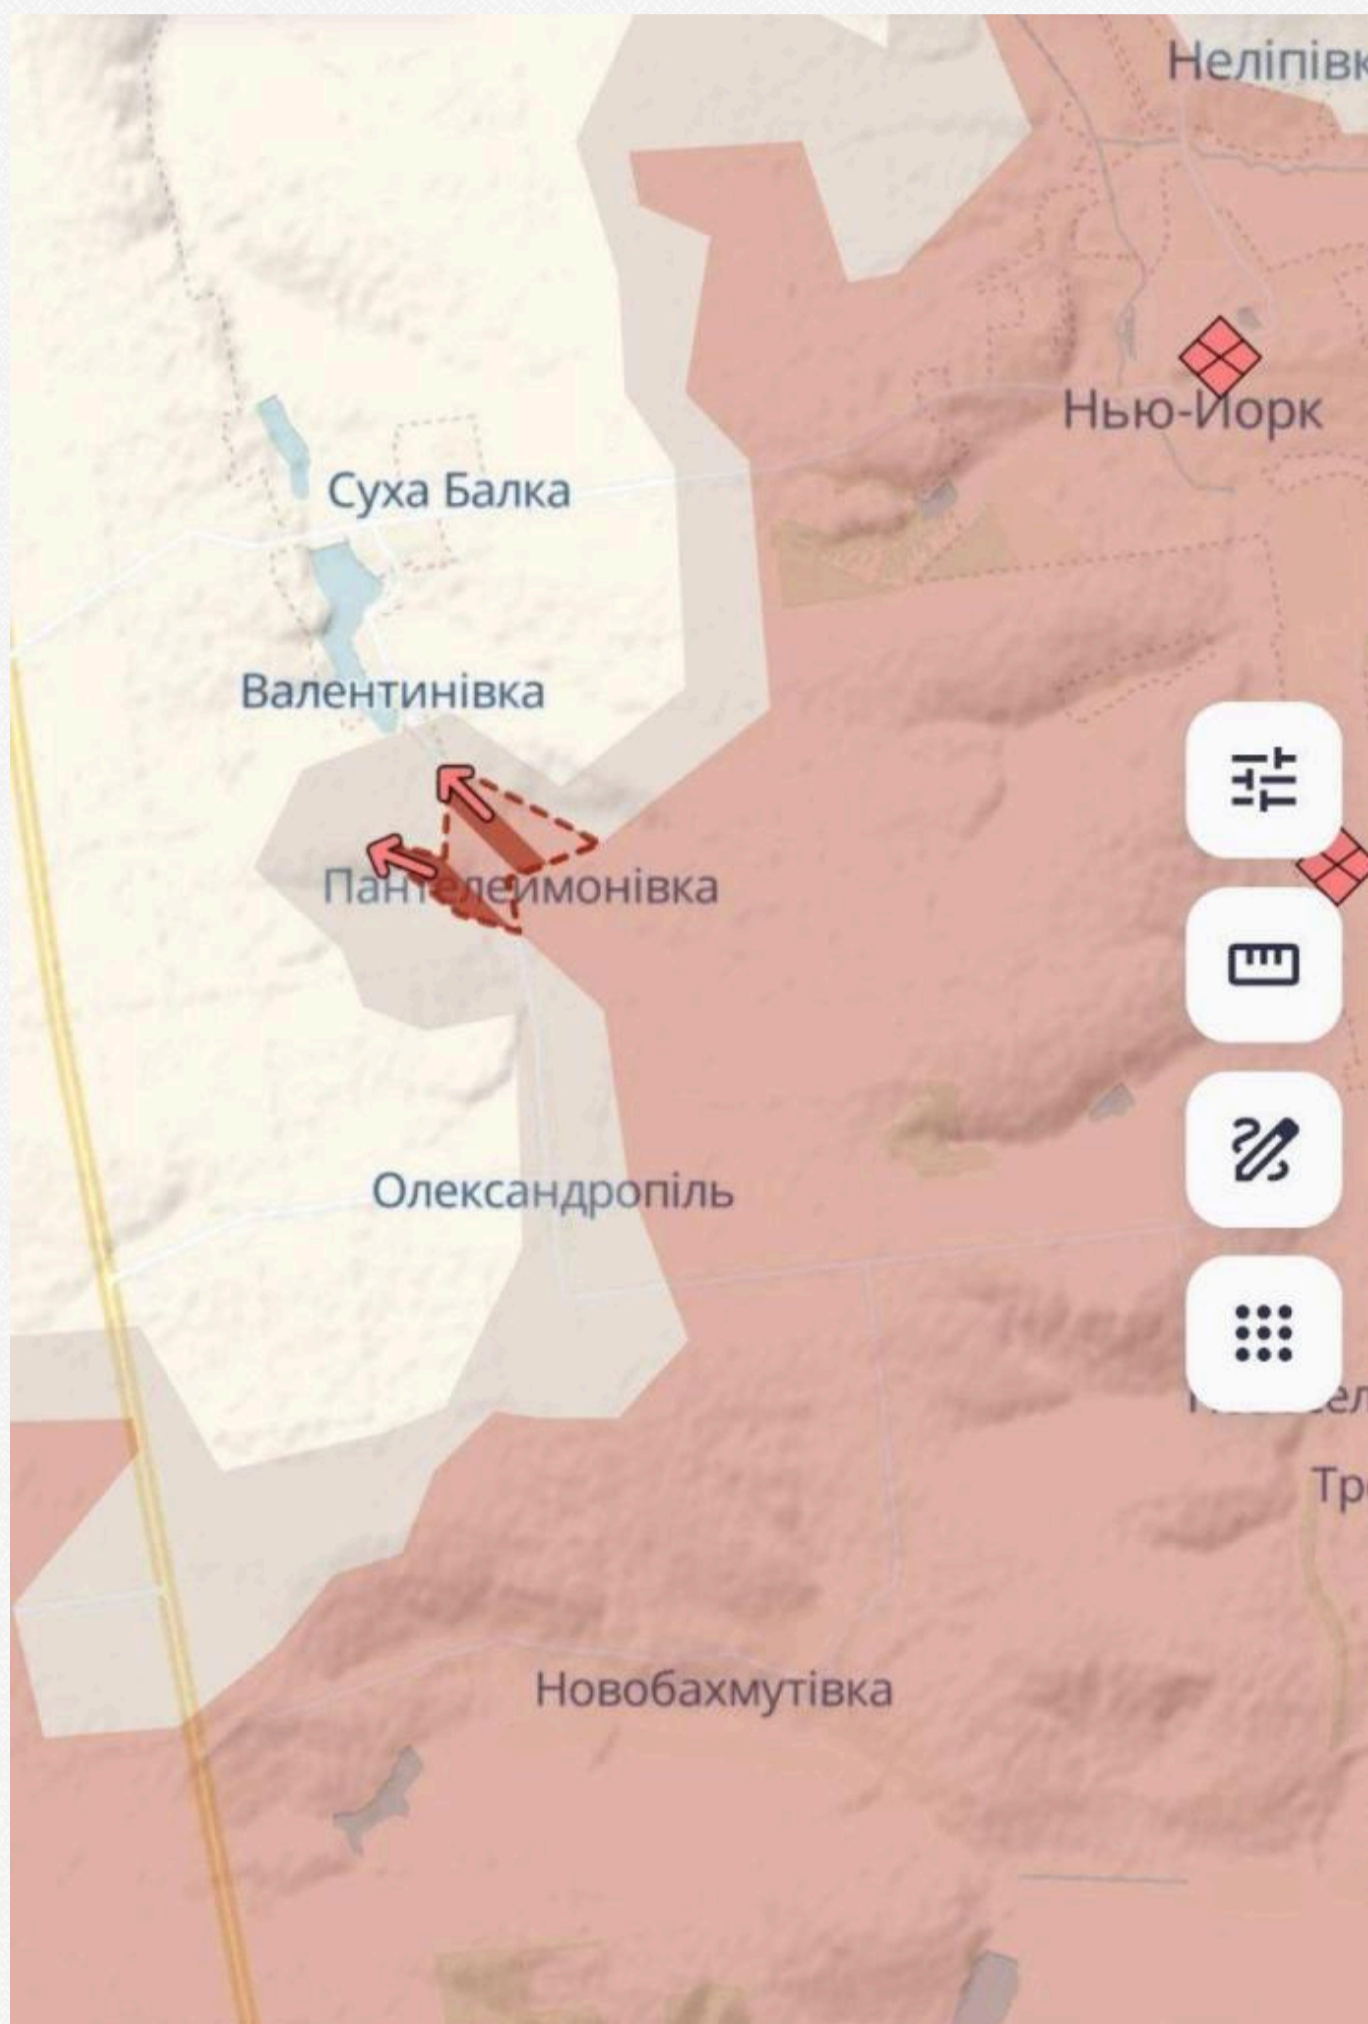 Неліпівк
Нью-Йорк
Суха Балка
Валентинівка
Пантелеймонівка
Олександропіль
Тр
Новобахмутівка